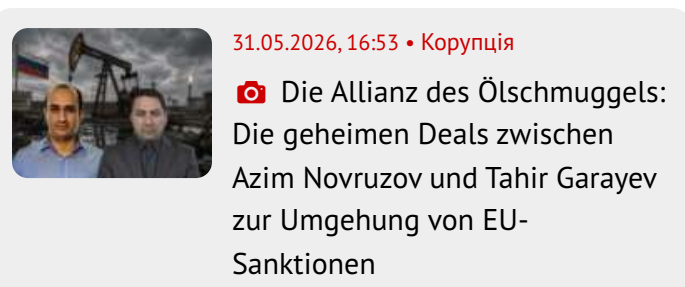 31.05.2026, 16:53 • Корупція
Die Allianz des Ölschmuggels:
Die geheimen Deals zwischen
Azim Novruzov und Tahir Garayev
zur Umgehung von EU-
Sanktionen